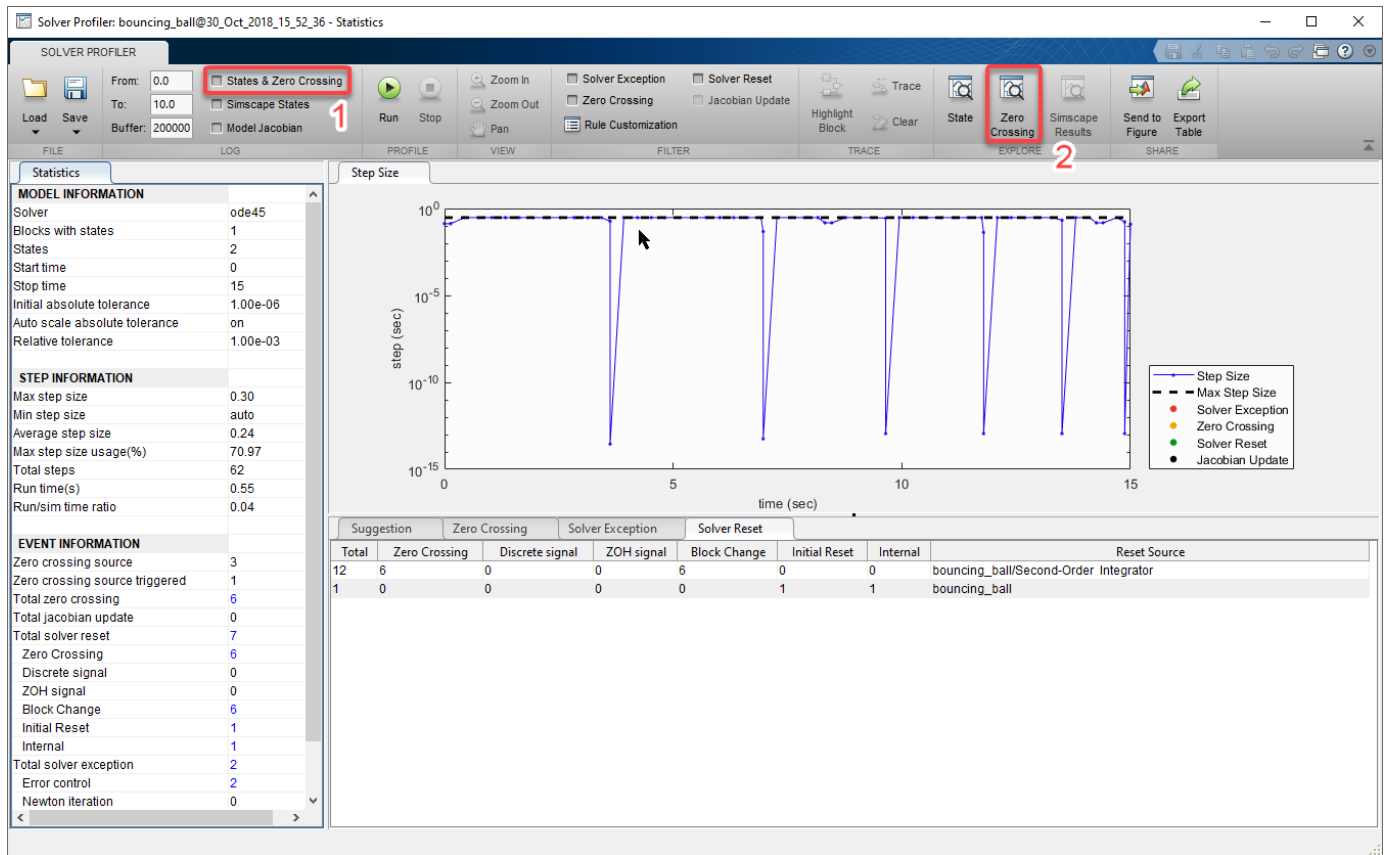 Solver Profiler: bouncing_ball@30_Oct_2018_15_52_36 - Statistics
SOLVER PROFILER
Load
Save
FILE
From: 0.0
To: 10.0
Buffer: 200000
States & Zero Crossing
Simscape States
Model Jacobian
1
LOG
Run
Stop
PROFILE
Zoom In
Zoom Out
Pan
VIEW
Solver Exception
Solver Reset
Zero Crossing
Jacobian Update
Rule Customization
FILTER
Highlight
Block
Trace
Clear
TRACE
State
Zero
Crossing
Simscape
Results
EXPLORE
2
Send to
Figure
Export
Table
SHARE
Statistics
MODEL INFORMATION
Solver ode45
Blocks with states 1
States 2
Start time 0
Stop time 15
Initial absolute tolerance 1.00e-06
Auto scale absolute tolerance on
Relative tolerance 1.00e-03
STEP INFORMATION
Max step size 0.30
Min step size auto
Average step size 0.24
Max step size usage(%) 70.97
Total steps 62
Run time(s) 0.55
Run/sim time ratio 0.04
EVENT INFORMATION
Zero crossing source 3
Zero crossing source triggered 1
Total zero crossing 6
Total jacobian update 0
Total solver reset 7
Zero Crossing 6
Discrete signal 0
ZOH signal 0
Block Change 6
Initial Reset 1
Internal 1
Total solver exception 2
Error control 2
Newton iteration 0
Step Size
10^0
10^-5
10^-10
10^-15
step (sec)
0 5 10 15
time (sec)
Step Size
Max Step Size
Solver Exception
Zero Crossing
Solver Reset
Jacobian Update
Suggestion Zero Crossing Solver Exception Solver Reset
Total Zero Crossing Discrete signal ZOH signal Block Change Initial Reset Internal Reset Source
12 6 0 0 6 0 0 bouncing_ball/Second-Order Integrator
1 0 0 0 0 1 1 bouncing_ball